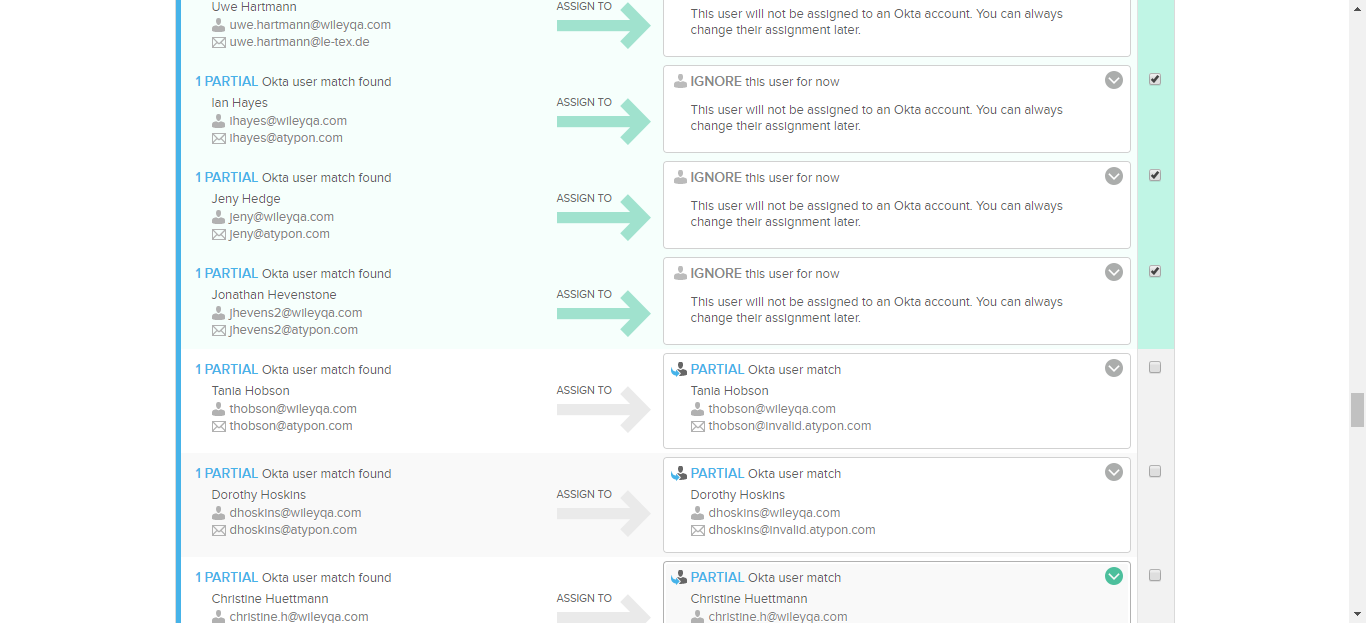 Uwe Hartmann
uwe.hartmann@wileyqa.com
uwe.hartmann@le-tex.de
ASSIGN TO
This user will not be assigned to an Okta account. You can always
change their assignment later.
1 PARTIAL Okta user match found
Ian Hayes
ihayes@wileyqa.com
ihayes@atypon.com
ASSIGN TO
IGNORE this user for now
This user will not be assigned to an Okta account. You can always
change their assignment later.
1 PARTIAL Okta user match found
Jeny Hedge
jeny@wileyqa.com
jeny@atypon.com
ASSIGN TO
IGNORE this user for now
This user will not be assigned to an Okta account. You can always
change their assignment later.
1 PARTIAL Okta user match found
Jonathan Hevenstone
jhevens2@wileyqa.com
jhevens2@atypon.com
ASSIGN TO
IGNORE this user for now
This user will not be assigned to an Okta account. You can always
change their assignment later.
1 PARTIAL Okta user match found
Tania Hobson
thobson@wileyqa.com
thobson@atypon.com
ASSIGN TO
PARTIAL Okta user match
Tania Hobson
thobson@wileyqa.com
thobson@invalid.atypon.com
1 PARTIAL Okta user match found
Dorothy Hoskins
dhoskins@wileyqa.com
dhoskins@atypon.com
ASSIGN TO
PARTIAL Okta user match
Dorothy Hoskins
dhoskins@wileyqa.com
dhoskins@invalid.atypon.com
1 PARTIAL Okta user match found
Christine Huettmann
christine.h@wileyqa.com
ASSIGN TO
PARTIAL Okta user match
Christine Huettmann
christine.h@wileyqa.com